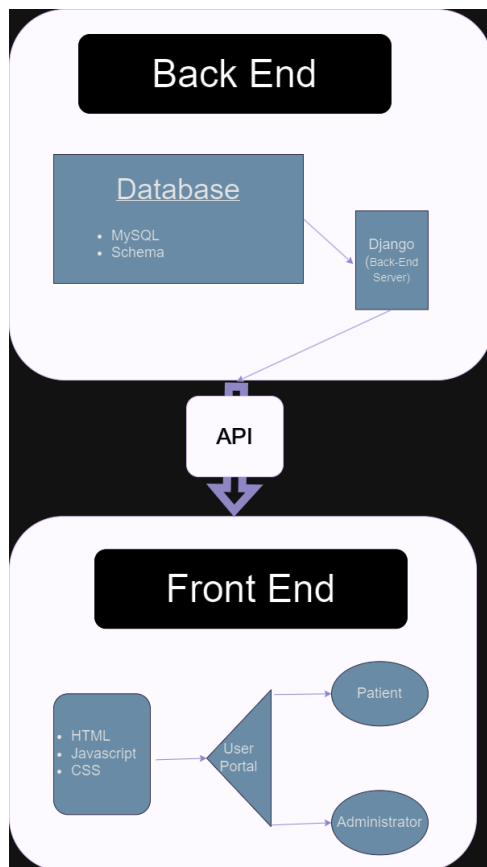 Back End
Database
• MySQL
• Schema
Django
(Back-End
Server)
API
Front End
• HTML
• Javascript
• CSS
User
Portal
Patient
Administrator